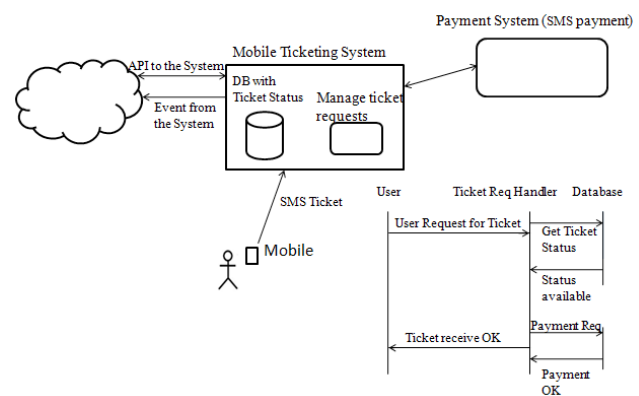 Payment System (SMS payment)
Mobile Ticketing System
API to the System
DB with
Ticket Status
Manage ticket
requests
Event from
the System
SMS Ticket
Mobile
User
Ticket Req Handler
Database
User Request for Ticket
Get Ticket
Status
Status
available
Payment Req
Ticket receive OK
Payment
OK